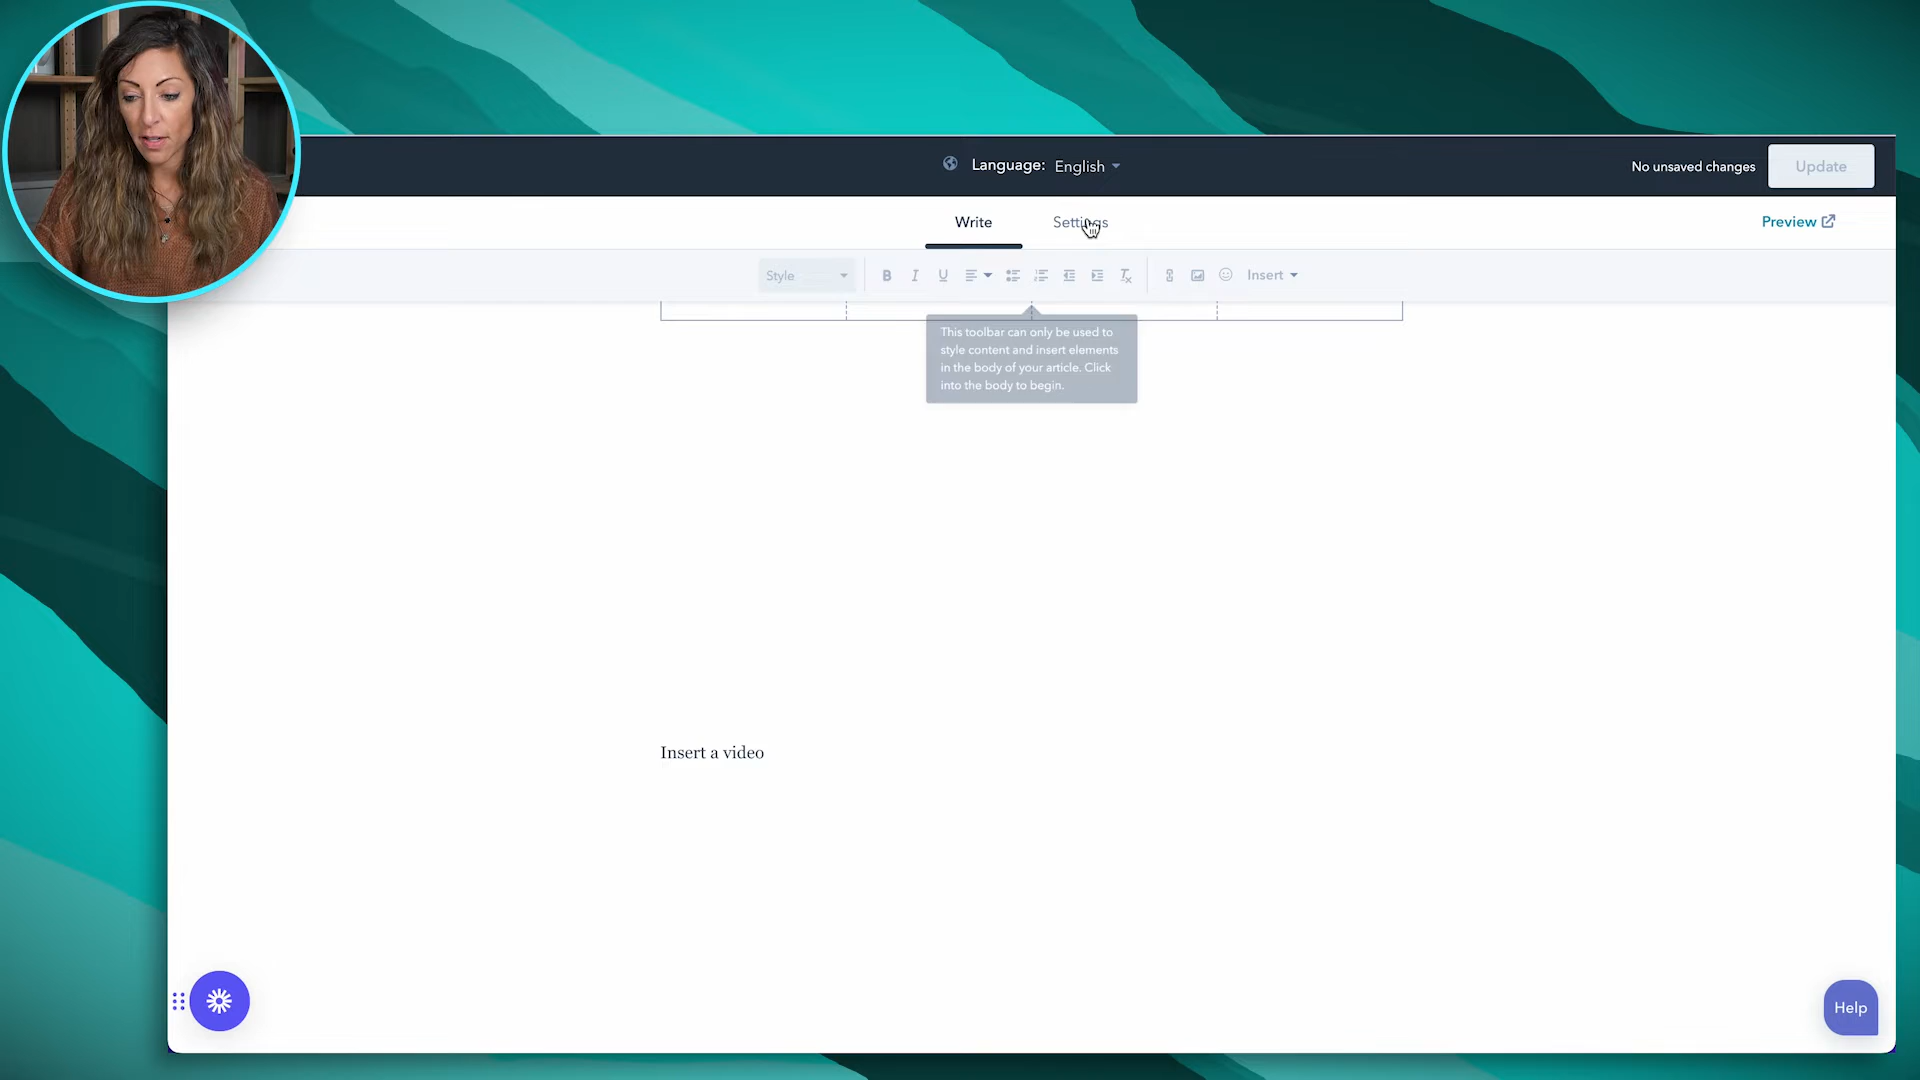 Language: English
No unsaved changes
Update
Write
Settings
Preview
Style
B I U
Insert
This toolbar can only be used to
style content and insert elements
in the body of your article. Click
into the body to begin.
Insert a video
Help